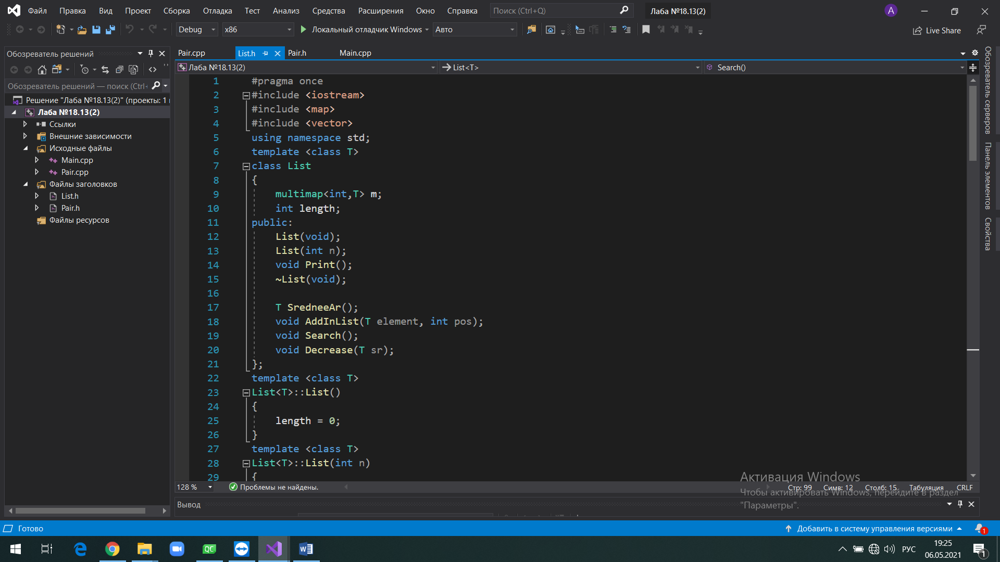 Файл Правка Вид Проект Сборка Отладка Тест Анализ Средства Расширения Окно Справка Поиск (Ctrl+Q) Лаба №18.13(2) A
Debug x86 Локальный отладчик Windows Авто Live Share
Обозреватель решений
Обозреватель решений — поиск (Ctrl+
Решение "Лаба №18.13(2)" (проекты: 1
Лаба №18.13(2)
Ссылки
Внешние зависимости
Исходные файлы
Main.cpp
Pair.cpp
Файлы заголовков
List.h
Pair.h
Файлы ресурсов
Pair.cpp List.h Pair.h Main.cpp
Лаба №18.13(2) List<T> Search()
1 #pragma once
2 #include <iostream>
3 #include <map>
4 #include <vector>
5 using namespace std;
6 template <class T>
7 class List
8 {
9 multimap<int,T> m;
10 int length;
11 public:
12 List(void);
13 List(int n);
14 void Print();
15 ~List(void);
16
17 T SredneeAr();
18 void AddInList(T element, int pos);
19 void Search();
20 void Decrease(T sr);
21 };
22 template <class T>
23 List<T>::List()
24 {
25 length = 0;
26 }
27 template <class T>
28 List<T>::List(int n)
29 {
128 % Проблемы не найдены. Стр: 99 Симв: 12 Столб: 15 Табуляция CRLF
Вывод
Обозреватель серверов
Панель элементов
Свойства
Активация Windows
Чтобы активировать Windows, перейдите в раздел
"Параметры".
Готово Добавить в систему управления версиями 1
QC РУС 19:25
06.05.2021
1